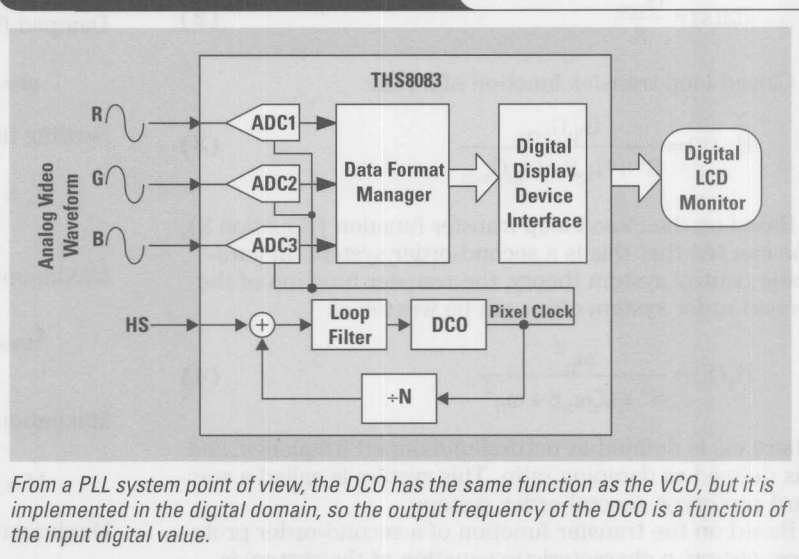 THS8083
R
G
B
Analog Video
Waveform
ADC1
ADC2
ADC3
Data Format
Manager
Digital
Display
Device
Interface
Digital
LCD
Monitor
HS
+
Loop
Filter
DCO
Pixel Clock
÷N
From a PLL system point of view, the DCO has the same function as the VCO, but it is
implemented in the digital domain, so the output frequency of the DCO is a function of
the input digital value.